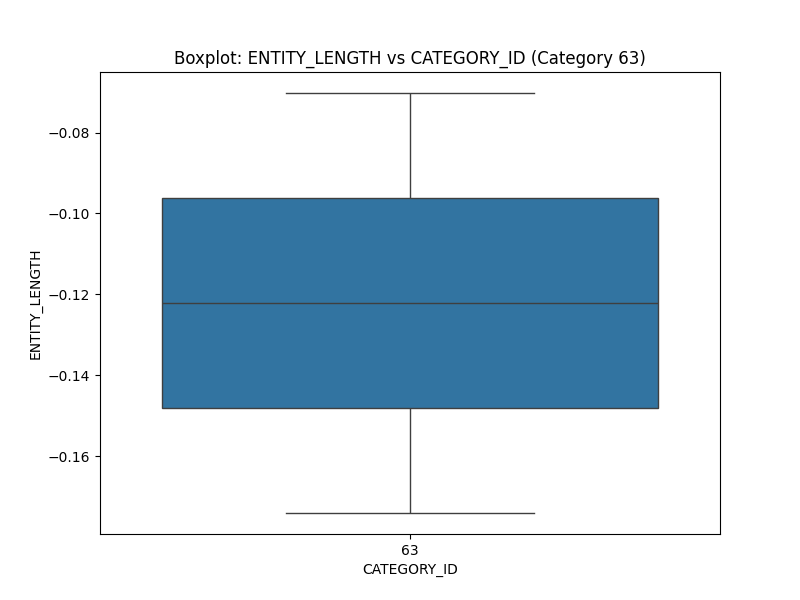 Boxplot: ENTITY_LENGTH vs CATEGORY_ID (Category 63)
−0.08
−0.10
−0.12
−0.14
−0.16
ENTITY_LENGTH
63
CATEGORY_ID